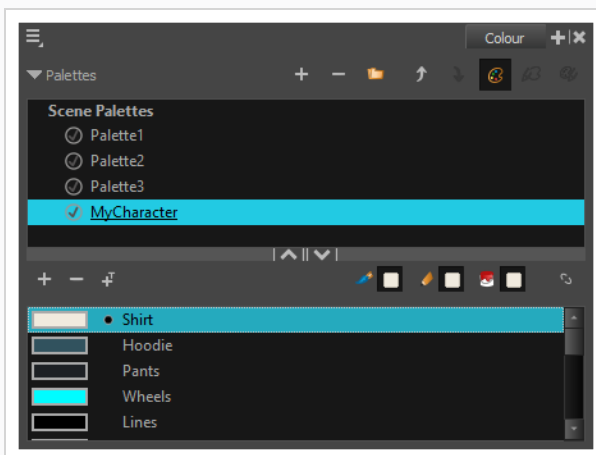 Colour
Palettes
Scene Palettes
Palette1
Palette2
Palette3
MyCharacter
Shirt
Hoodie
Pants
Wheels
Lines